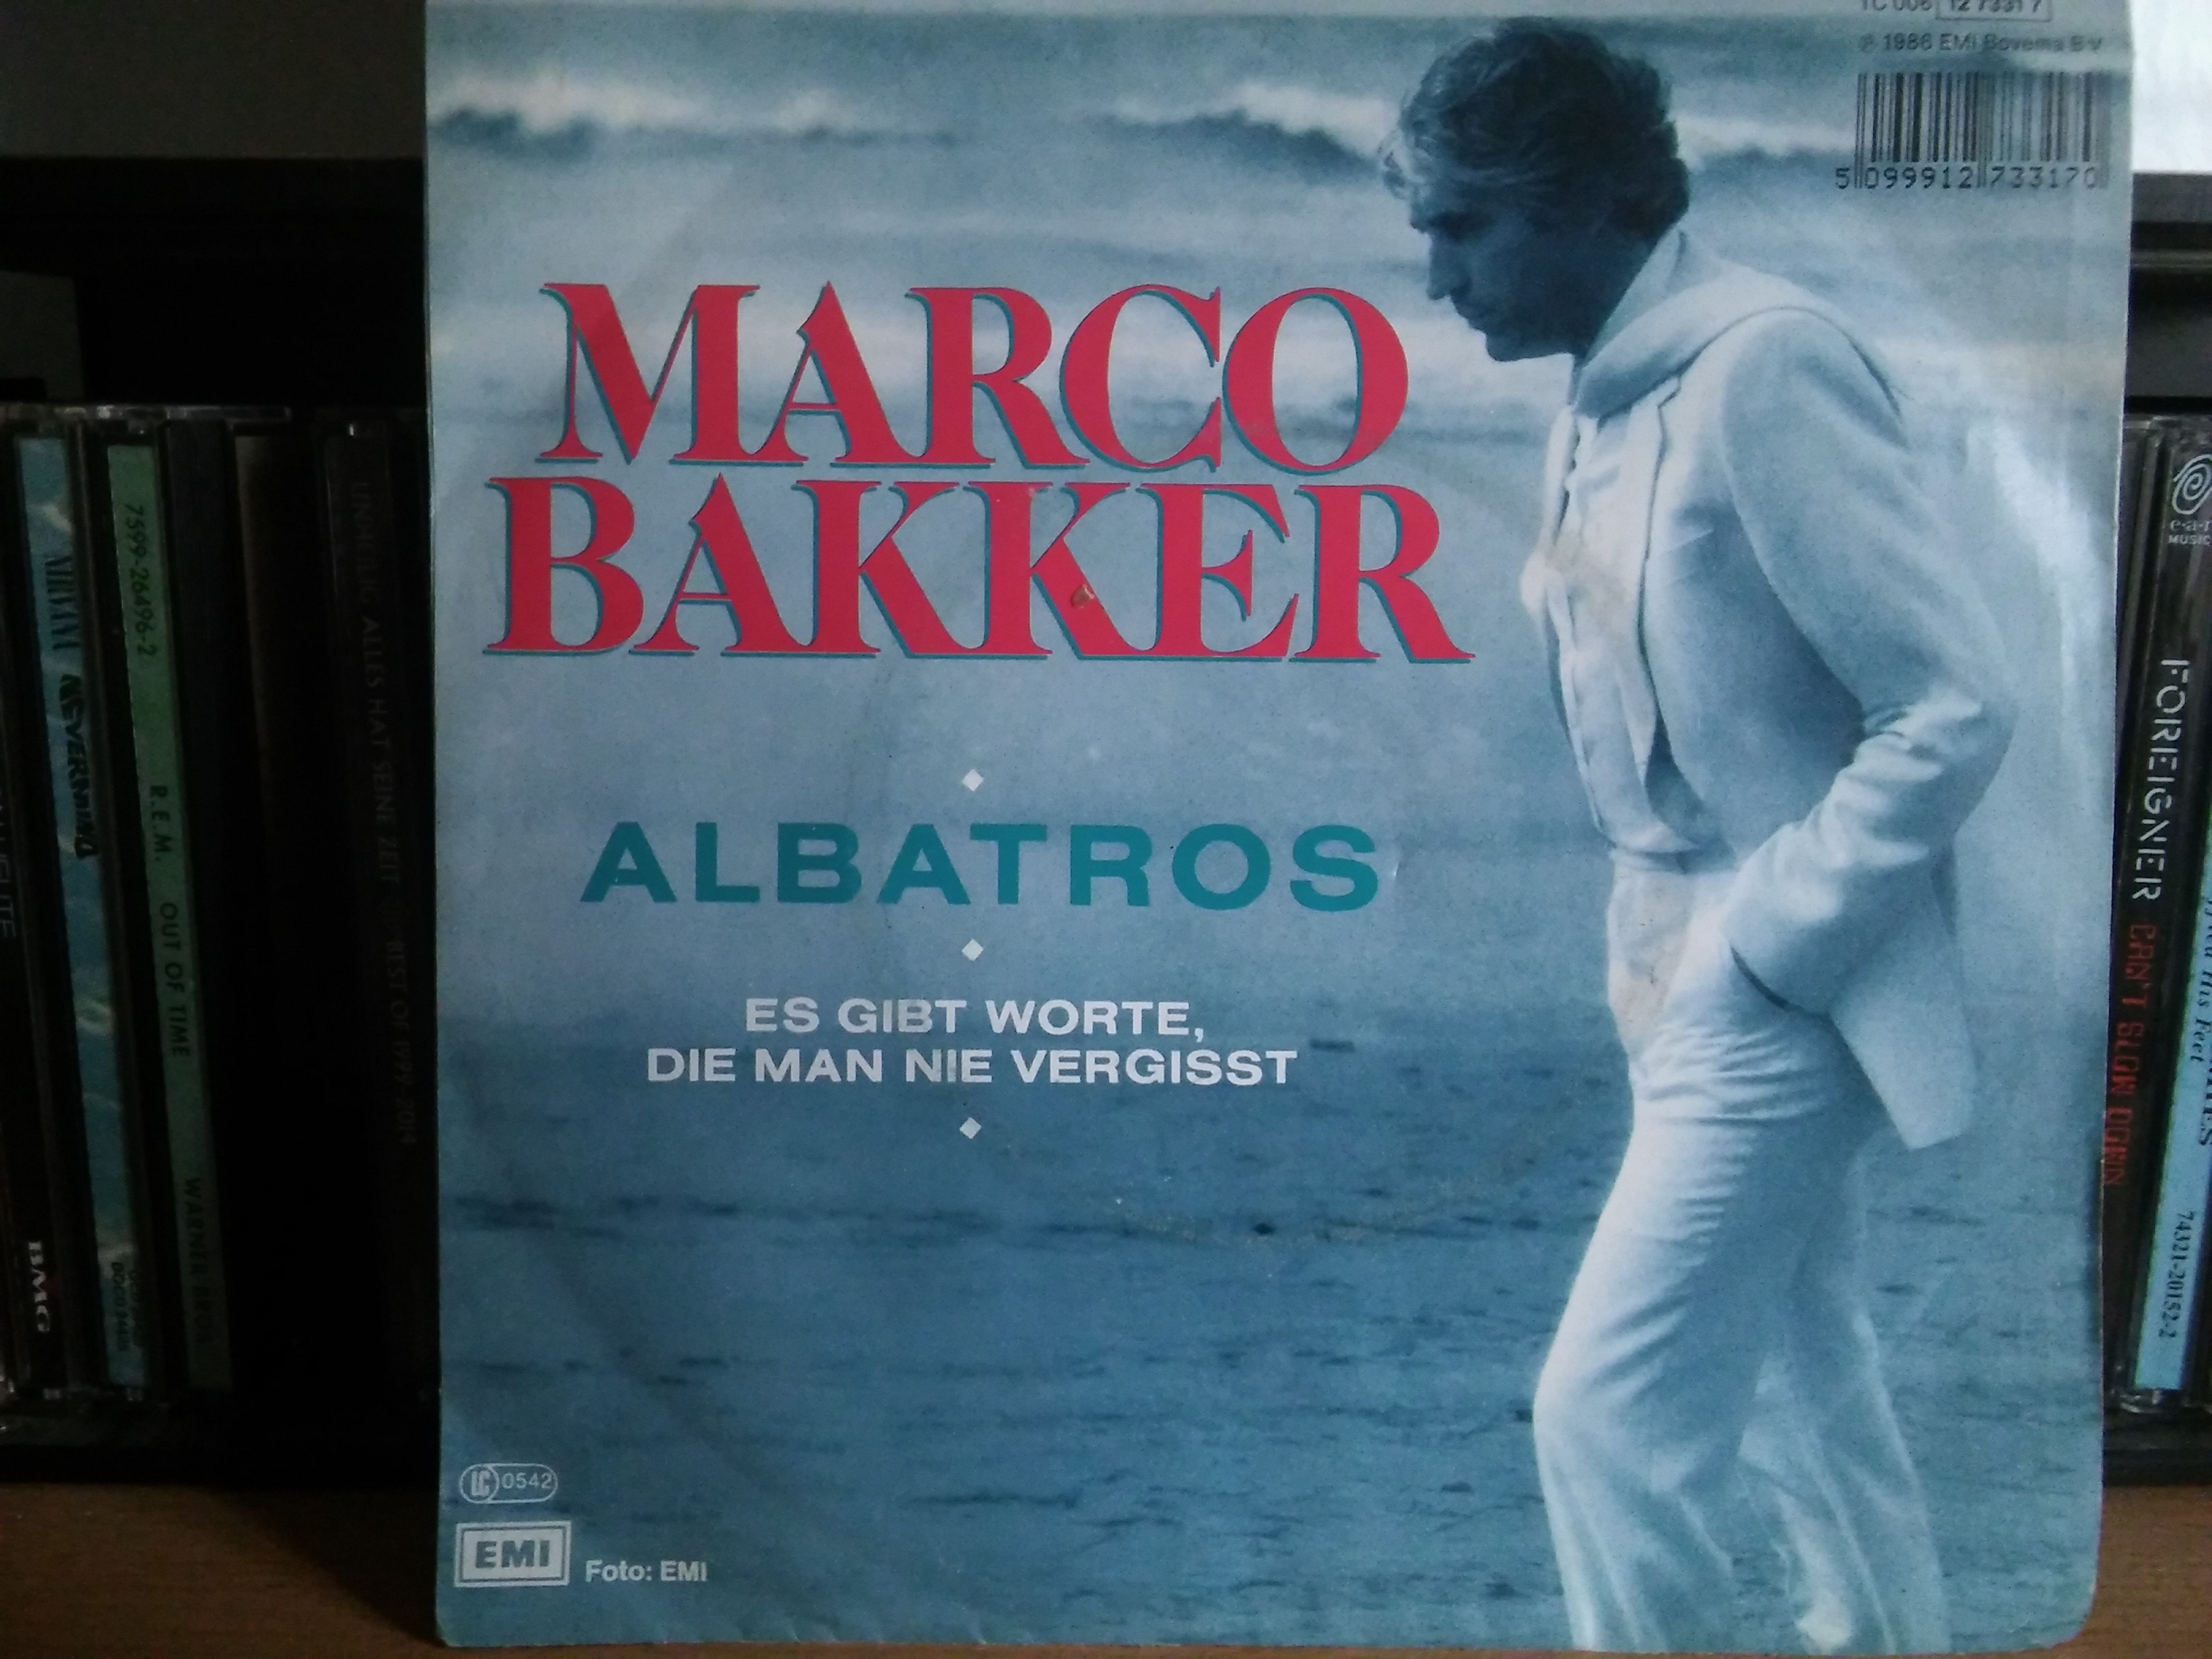 1C 006 12 7331 7
℗ 1986 EMI Bovema B V
5 099912 733170
MARCO
BAKKER
ALBATROS
ES GIBT WORTE,
DIE MAN NIE VERGISST
LC 0542
EMI
Foto: EMI
BMG
NIRVANA NEVERMIND
7599-26496-2 R.E.M. OUT OF TIME WARNER BROS.
UNHEILIG ALLES HAT SEINE ZEIT BEST OF 1999-2014
e·a·r
MUSIC
FOREIGNER CAN'T SLOW DOWN
74321-20152-2